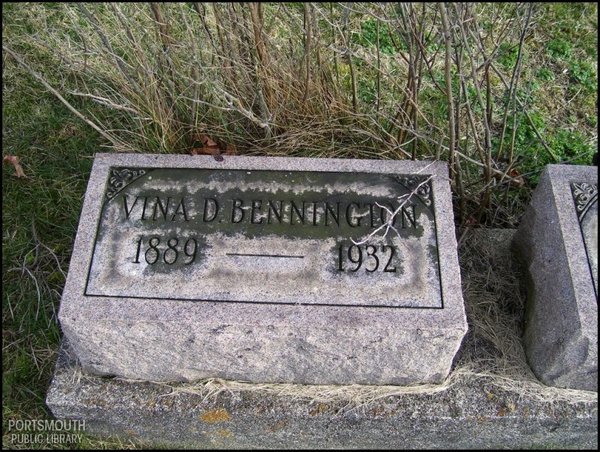 VINA D. BENNINGTON
1889 — 1932
PORTSMOUTH
PUBLIC LIBRARY